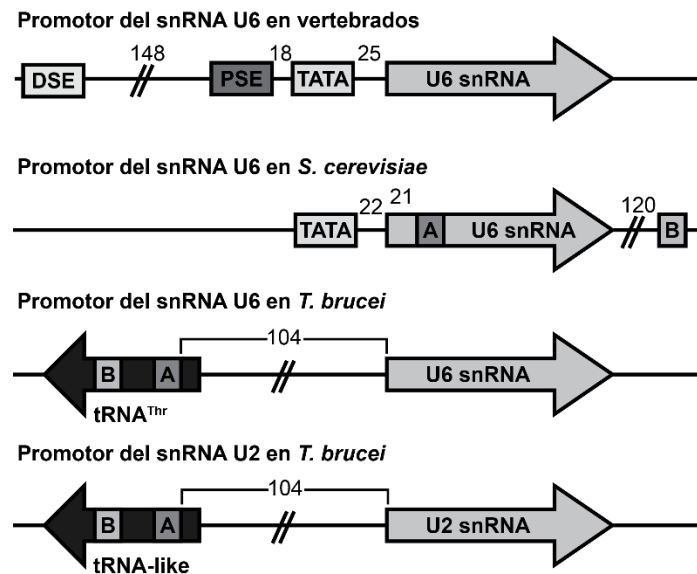 Promotor del snRNA U6 en vertebrados
148 18 25
DSE PSE TATA U6 snRNA
Promotor del snRNA U6 en S. cerevisiae
22 21 120
TATA A U6 snRNA B
Promotor del snRNA U6 en T. brucei
104
B A U6 snRNA
tRNAThr
Promotor del snRNA U2 en T. brucei
104
B A U2 snRNA
tRNA-like